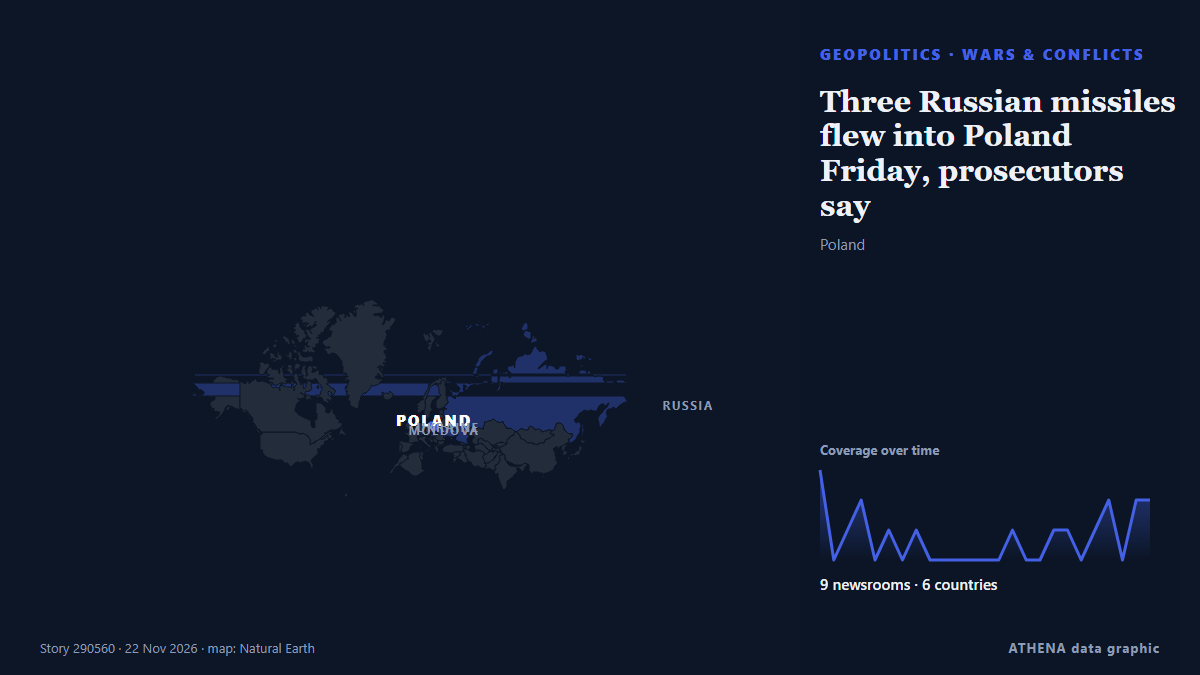 GEOPOLITICS · WARS & CONFLICTS
Three Russian missiles
flew into Poland
Friday, prosecutors
say
Poland
RUSSIA
POLAND
MOLDOVA
Coverage over time
9 newsrooms · 6 countries
Story 290560 · 22 Nov 2026 · map: Natural Earth
ATHENA data graphic